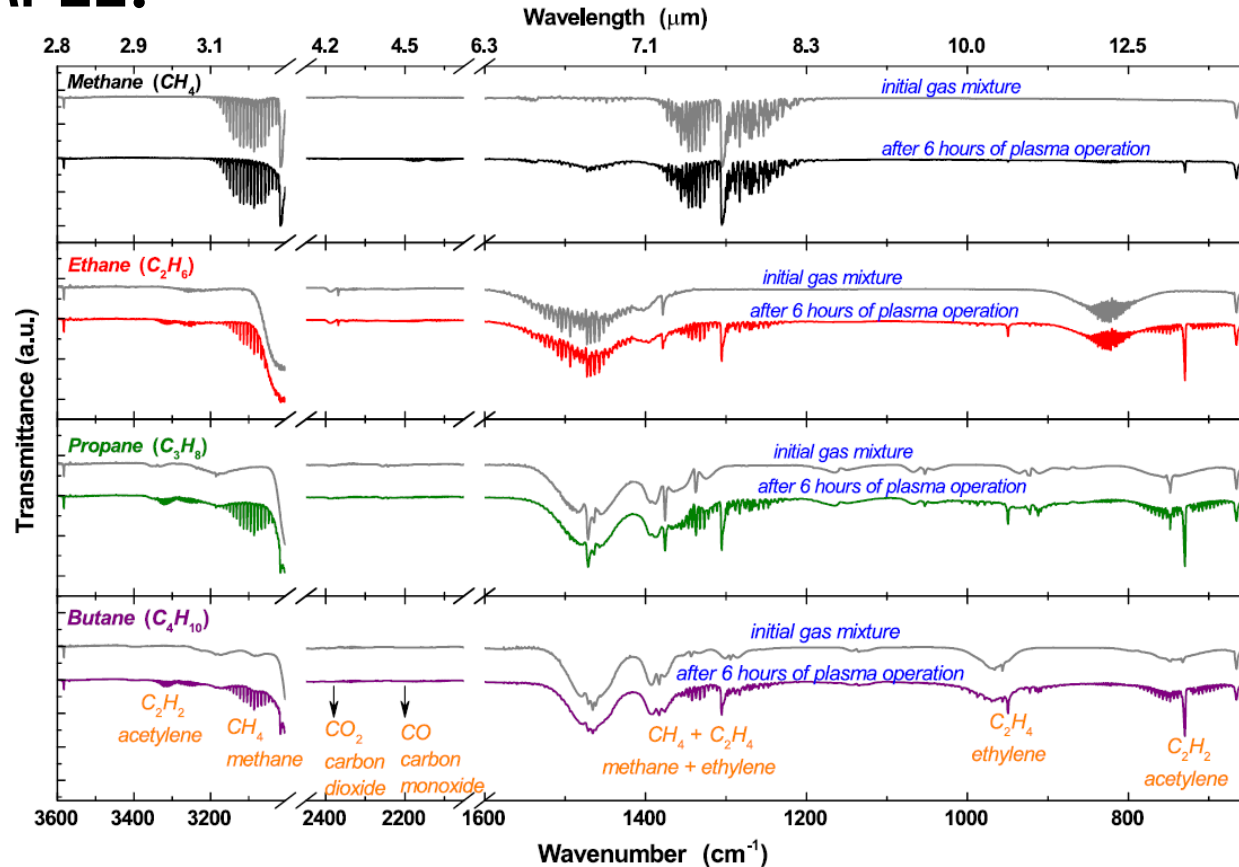 Wavelength (μm)
2.8 2.9 3.1 4.2 4.5 6.3 7.1 8.3 10.0 12.5
Methane (CH₄)
initial gas mixture
after 6 hours of plasma operation
Ethane (C₂H₆)
initial gas mixture
after 6 hours of plasma operation
Propane (C₃H₈)
initial gas mixture
after 6 hours of plasma operation
Butane (C₄H₁₀)
initial gas mixture
after 6 hours of plasma operation
C₂H₂
acetylene
CH₄
methane
CO₂
carbon
dioxide
CO
carbon
monoxide
CH₄ + C₂H₄
methane + ethylene
C₂H₄
ethylene
C₂H₂
acetylene
Transmittance (a.u.)
3600 3200 2400 2200 1600 1400 1200 1000 800
Wavenumber (cm⁻¹)